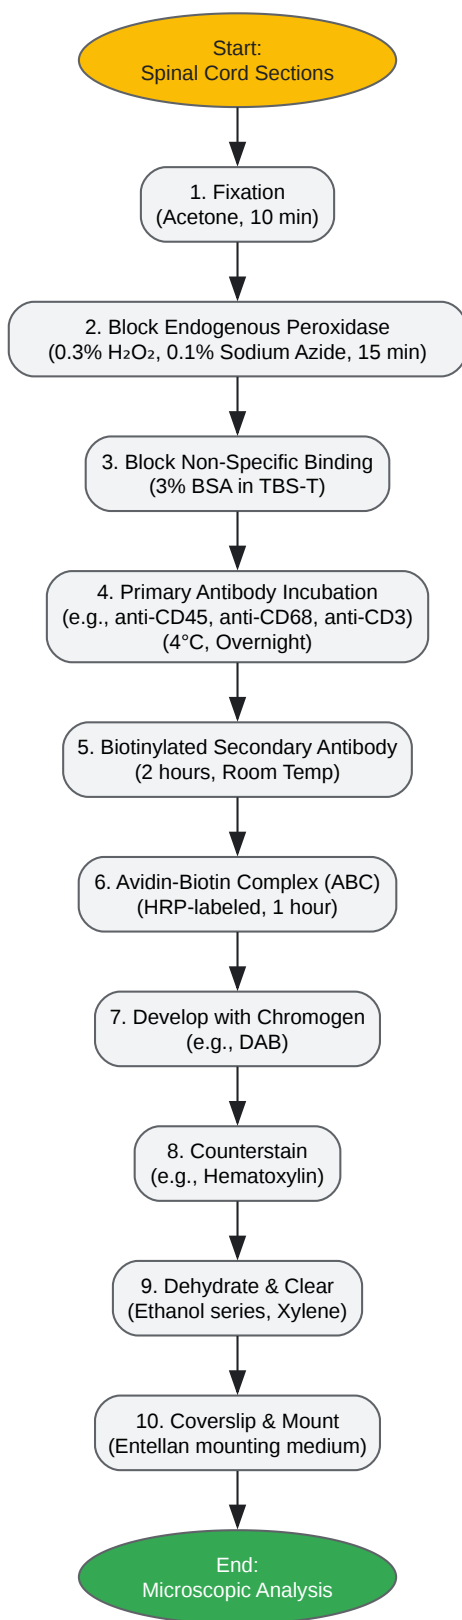 Start:
Spinal Cord Sections
1. Fixation
(Acetone, 10 min)
2. Block Endogenous Peroxidase
(0.3% H₂O₂, 0.1% Sodium Azide, 15 min)
3. Block Non-Specific Binding
(3% BSA in TBS-T)
4. Primary Antibody Incubation
(e.g., anti-CD45, anti-CD68, anti-CD3)
(4°C, Overnight)
5. Biotinylated Secondary Antibody
(2 hours, Room Temp)
6. Avidin-Biotin Complex (ABC)
(HRP-labeled, 1 hour)
7. Develop with Chromogen
(e.g., DAB)
8. Counterstain
(e.g., Hematoxylin)
9. Dehydrate & Clear
(Ethanol series, Xylene)
10. Coverslip & Mount
(Entellan mounting medium)
End:
Microscopic Analysis